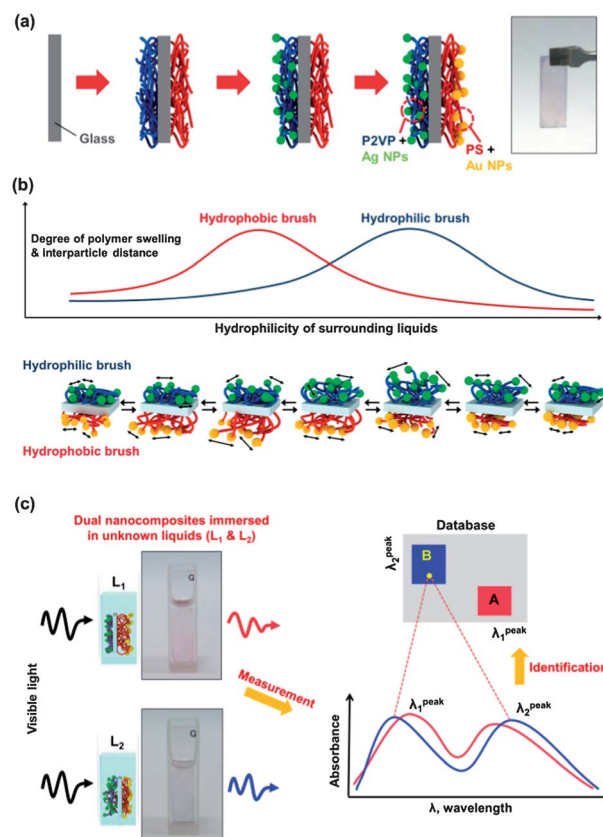 (a)
Glass
P2VP +
Ag NPs
PS +
Au NPs
(b)
Hydrophobic brush
Hydrophilic brush
Degree of polymer swelling
& interparticle distance
Hydrophilicity of surrounding liquids
Hydrophilic brush
Hydrophobic brush
(c)
Dual nanocomposites immersed
in unknown liquids (L₁ & L₂)
L₁
G
Visible light
Measurement
L₂
G
Database
B
A
λ₂ᵖᵉᵃᵏ
λ₁ᵖᵉᵃᵏ
Identification
λ₁ᵖᵉᵃᵏ
λ₂ᵖᵉᵃᵏ
Absorbance
λ, wavelength